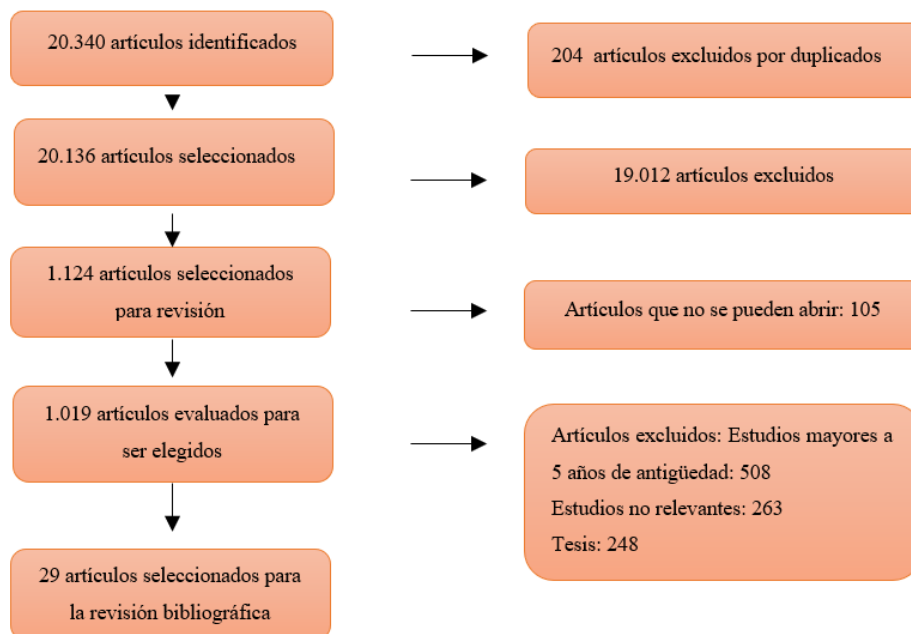 20.340 artículos identificados
204 artículos excluidos por duplicados
20.136 artículos seleccionados
19.012 artículos excluidos
1.124 artículos seleccionados
para revisión
Artículos que no se pueden abrir: 105
1.019 artículos evaluados para
ser elegidos
Artículos excluidos: Estudios mayores a
5 años de antigüedad: 508
Estudios no relevantes: 263
Tesis: 248
29 artículos seleccionados para
la revisión bibliográfica